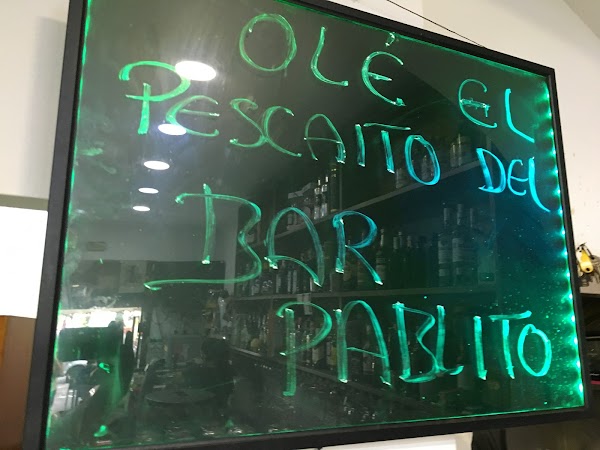 OLÉ EL
PESCAITO DEL
BAR
PABLITO